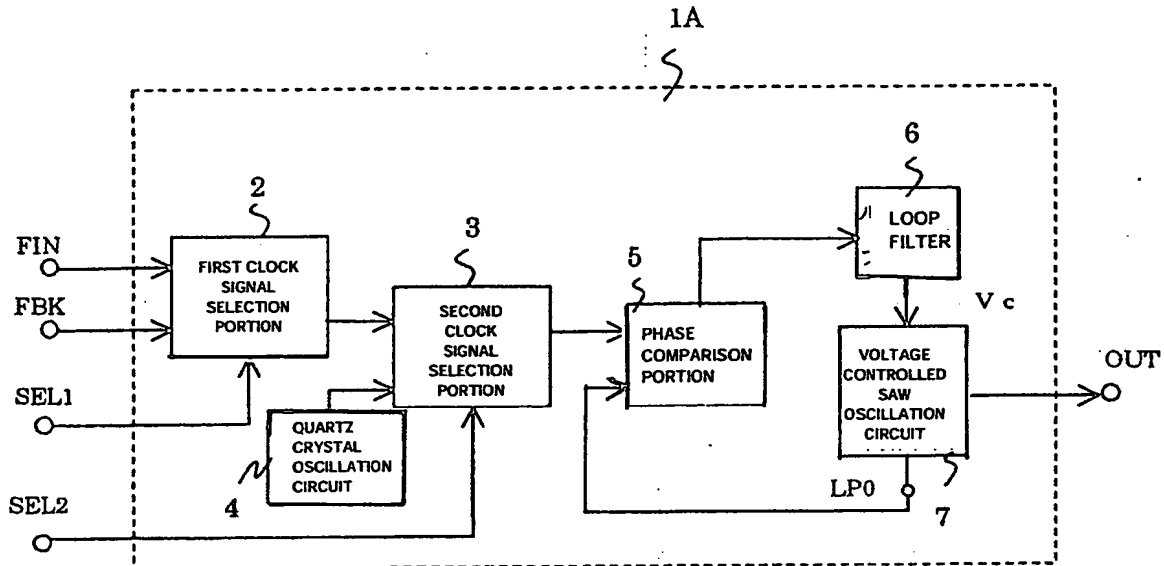 1A
6
LOOP
FILTER
2
3
5
FIN
FBK
FIRST CLOCK
SIGNAL
SELECTION
PORTION
SECOND
CLOCK
SIGNAL
SELECTION
PORTION
PHASE
COMPARISON
PORTION
V c
VOLTAGE
CONTROLLED
SAW
OSCILLATION
CIRCUIT
OUT
SEL1
QUARTZ
CRYSTAL
OSCILLATION
CIRCUIT
4
LP0
7
SEL2